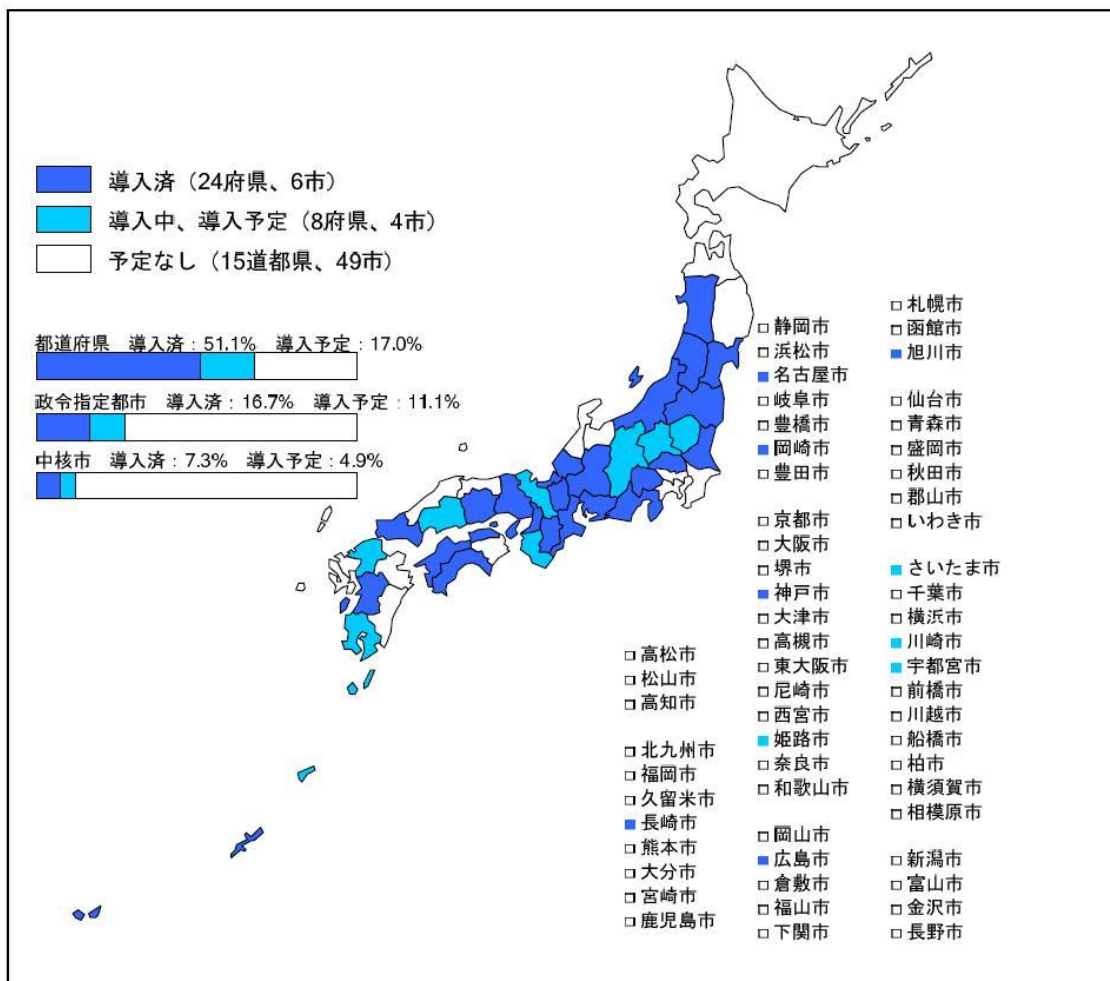 導入済（24府県、6市）
導入中、導入予定（8府県、4市）
予定なし（15道都県、49市）
都道府県 導入済：51.1% 導入予定：17.0%
政令指定都市 導入済：16.7% 導入予定：11.1%
中核市 導入済：7.3% 導入予定：4.9%
高松市
松山市
高知市
北九州市
福岡市
久留米市
長崎市
熊本市
大分市
宮崎市
鹿児島市
静岡市
浜松市
名古屋市
岐阜市
豊橋市
岡崎市
豊田市
京都市
大阪市
堺市
神戸市
大津市
高槻市
東大阪市
尼崎市
西宮市
姫路市
奈良市
和歌山市
岡山市
広島市
倉敷市
福山市
下関市
札幌市
函館市
旭川市
仙台市
青森市
盛岡市
秋田市
郡山市
いわき市
さいたま市
千葉市
横浜市
川崎市
宇都宮市
前橋市
川越市
船橋市
柏市
横須賀市
相模原市
新潟市
富山市
金沢市
長野市